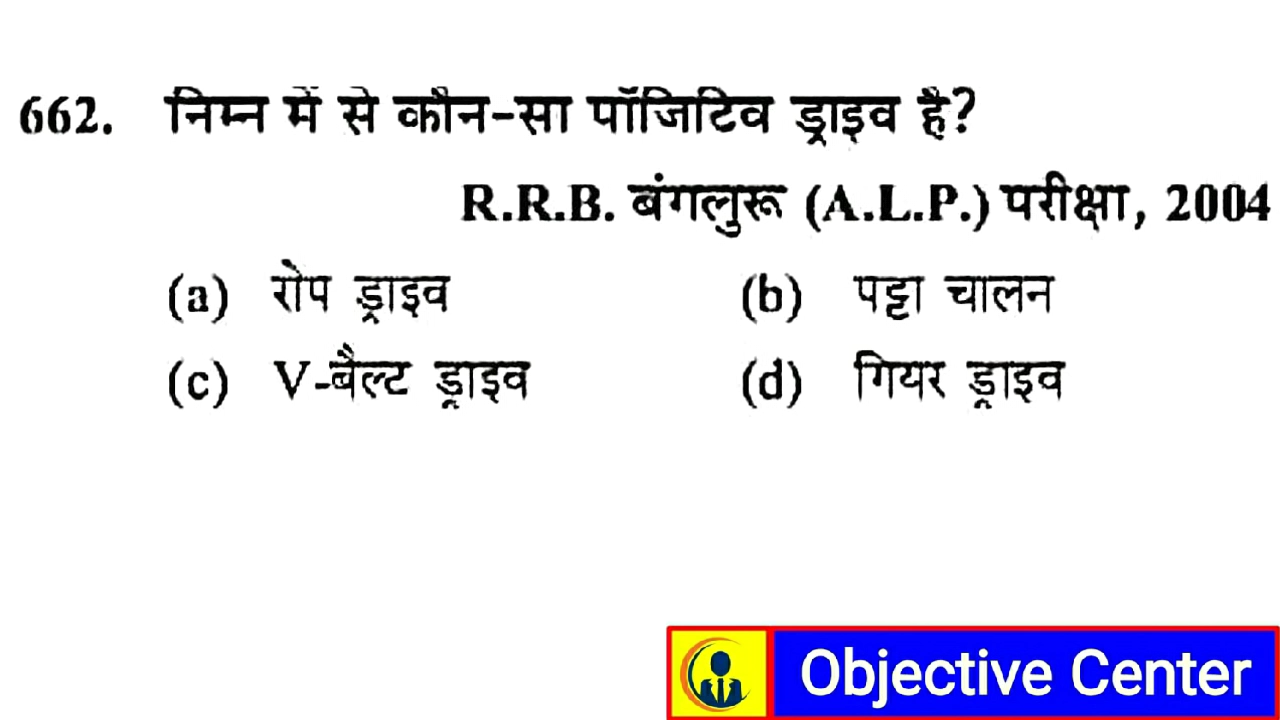 662. निम्न में से कौन-सा पॉजिटिव ड्राइव है?
R.R.B. बंगलुरू (A.L.P.) परीक्षा, 2004
(a) रोप ड्राइव (b) पट्टा चालन
(c) V-बैल्ट ड्राइव (d) गियर ड्राइव
Objective Center